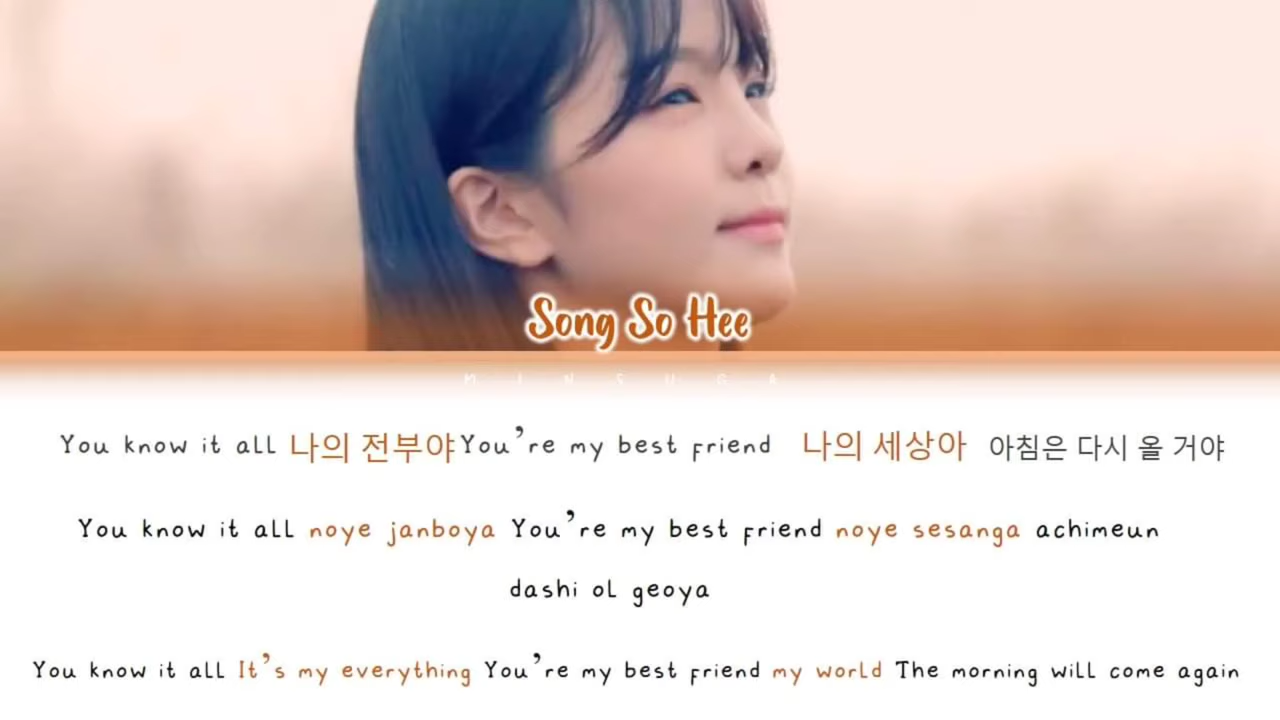 Song So Hee
MINSUGA
You know it all 나의 전부야 You're my best friend 나의 세상아 아침은 다시 올 거야
You know it all noye janboya You're my best friend noye sesanga achimeun
dashi ol geoya
You know it all It's my everything You're my best friend my world The morning will come again